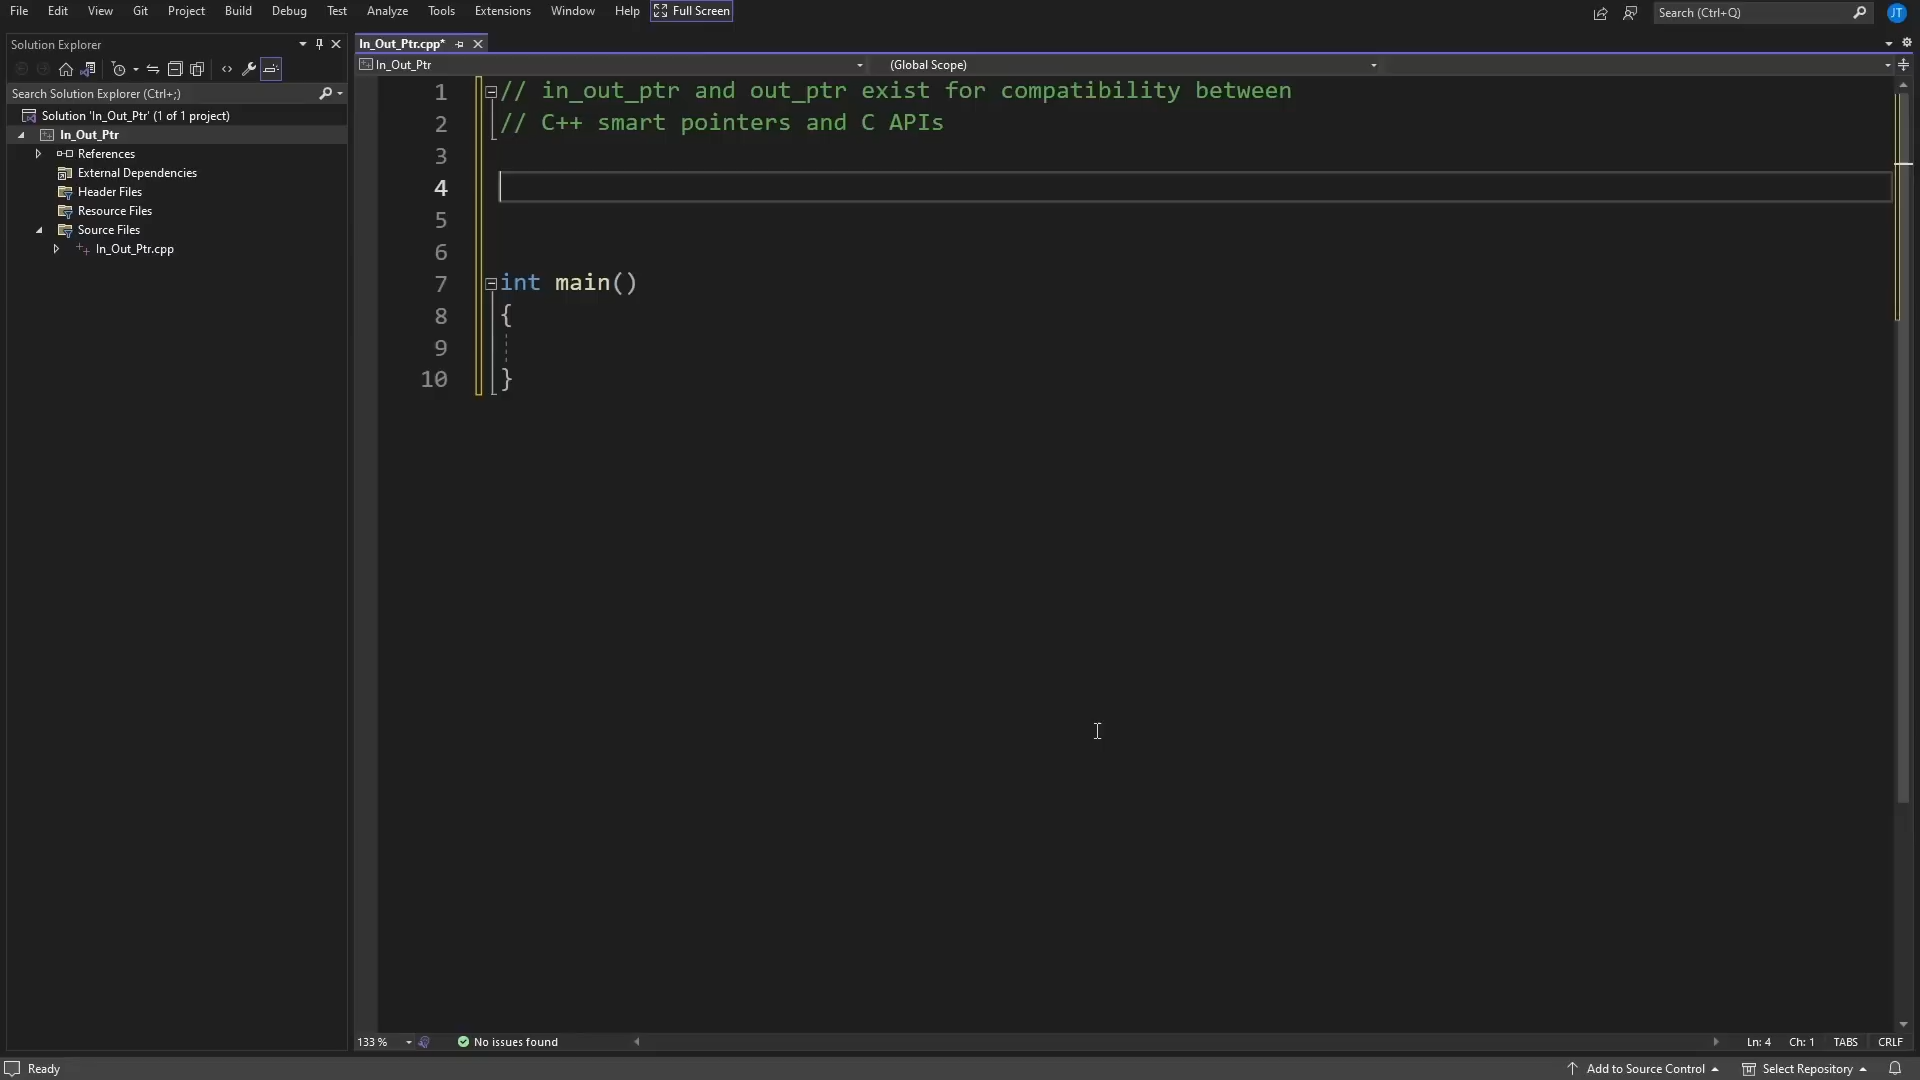 File Edit View Git Project Build Debug Test Analyze Tools Extensions Window Help Full Screen Search (Ctrl+Q) JT
Solution Explorer
In_Out_Ptr.cpp*
In_Out_Ptr (Global Scope)
Search Solution Explorer (Ctrl+;)
Solution 'In_Out_Ptr' (1 of 1 project)
In_Out_Ptr
References
External Dependencies
Header Files
Resource Files
Source Files
In_Out_Ptr.cpp
1 // in_out_ptr and out_ptr exist for compatibility between
2 // C++ smart pointers and C APIs
3
4
5
6
7 int main()
8 {
9
10 }
133 % No issues found Ln: 4 Ch: 1 TABS CRLF
Ready Add to Source Control Select Repository